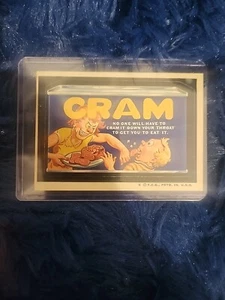 CRAM
NO ONE WILL HAVE TO
CRAM IT DOWN YOUR THROAT
TO GET YOU TO EAT IT.